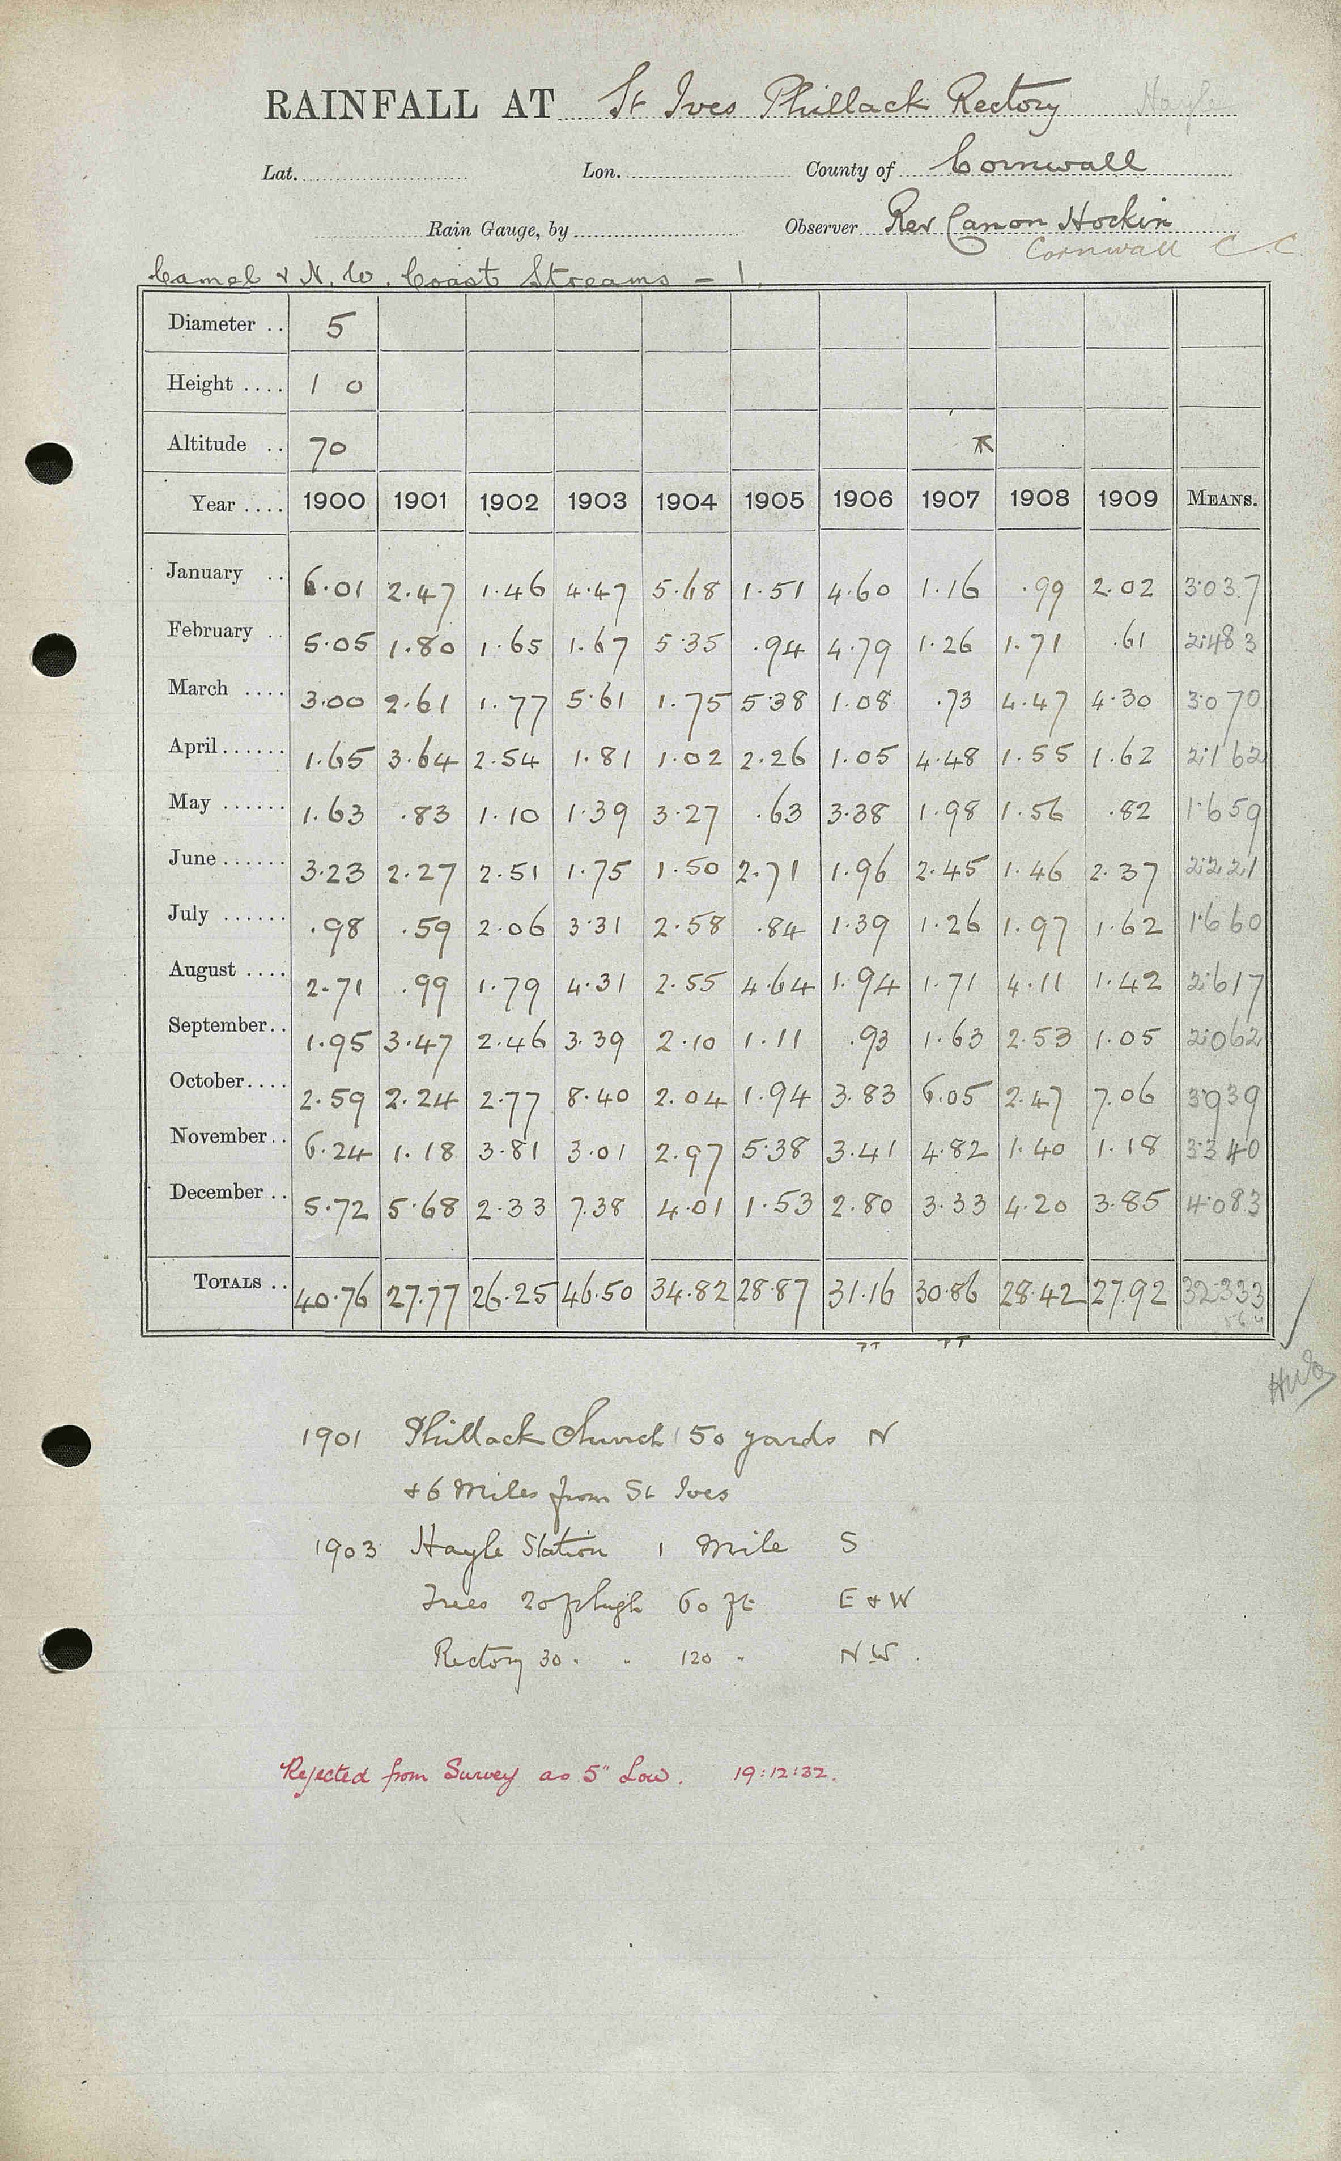 RAINFALL AT St Ives Phillack Rectory Hayle
Lat. Lon. County of Cornwall
Rain Gauge, by Observer Rev Canon Hockin
Cornwall C.C.
Camel & N.W. Coast Streams - 1.
Diameter .. 5
Height .... 1 0
Altitude .. 70
Year .... 1900 1901 1902 1903 1904 1905 1906 1907 1908 1909 MEANS.
January .. 6.01 2.47 1.46 4.47 5.68 1.51 4.60 1.16 .99 2.02 3.037
February .. 5.05 1.80 1.65 1.67 5.35 .94 4.79 1.26 1.71 .61 2.483
March .... 3.00 2.61 1.77 5.61 1.75 5.38 1.08 .73 4.47 4.30 3.070
April ...... 1.65 3.64 2.54 1.81 1.02 2.26 1.05 4.48 1.55 1.62 2.162
May ...... 1.63 .83 1.10 1.39 3.27 .63 3.38 1.98 1.56 .82 1.659
June ...... 3.23 2.27 2.51 1.75 1.50 2.71 1.96 2.45 1.46 2.37 2.221
July ...... .98 .59 2.06 3.31 2.58 .84 1.39 1.26 1.97 1.62 1.660
August .... 2.71 .99 1.79 4.31 2.55 4.64 1.94 1.71 4.11 1.42 2.617
September .. 1.95 3.47 2.46 3.39 2.10 1.11 .93 1.63 2.53 1.05 2.062
October .... 2.59 2.24 2.77 8.40 2.04 1.94 3.83 6.05 2.47 7.06 3.939
November .. 6.24 1.18 3.81 3.01 2.97 5.38 3.41 4.82 1.40 1.18 3.340
December .. 5.72 5.68 2.33 7.38 4.01 1.53 2.80 3.33 4.20 3.85 4.083
TOTALS .. 40.76 27.77 26.25 46.50 34.82 28.87 31.16 30.86 28.42 27.92 32.333
1901 Phillack Church 150 yards N
& 6 Miles from St Ives
1903 Hayle Station 1 Mile S
Trees 20 ft high 60 ft E & W
Rectory 30 " " 120 " N.W.
Rejected from Survey as 5" Low. 19:12:32.